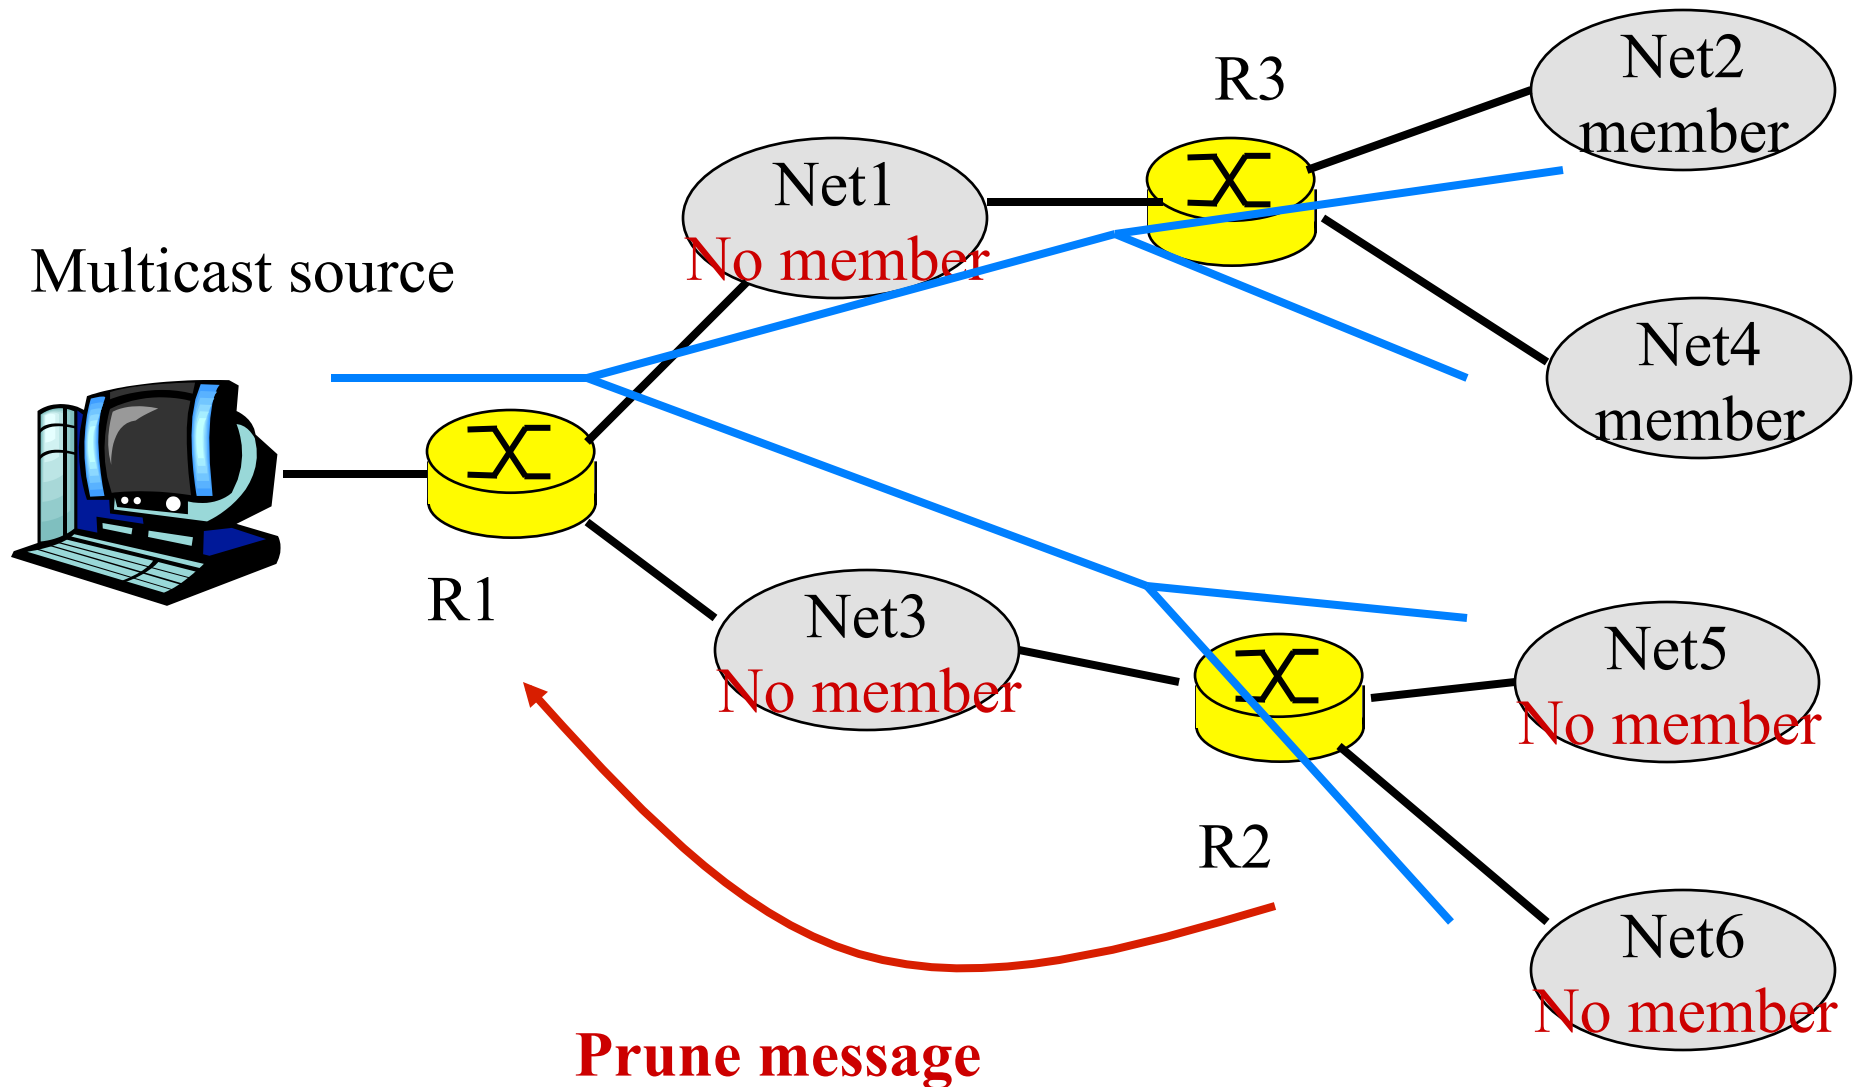 R3
Net2
member
Net1
No member
Multicast source
Net4
member
R1
Net3
No member
Net5
No member
R2
Net6
No member
Prune message